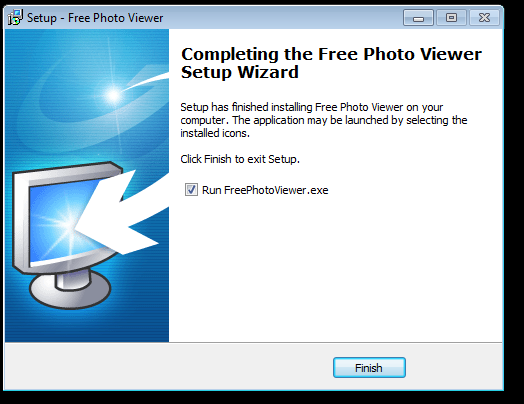 Setup - Free Photo Viewer
Completing the Free Photo Viewer
Setup Wizard
Setup has finished installing Free Photo Viewer on your
computer. The application may be launched by selecting the
installed icons.
Click Finish to exit Setup.
Run FreePhotoViewer.exe
Finish